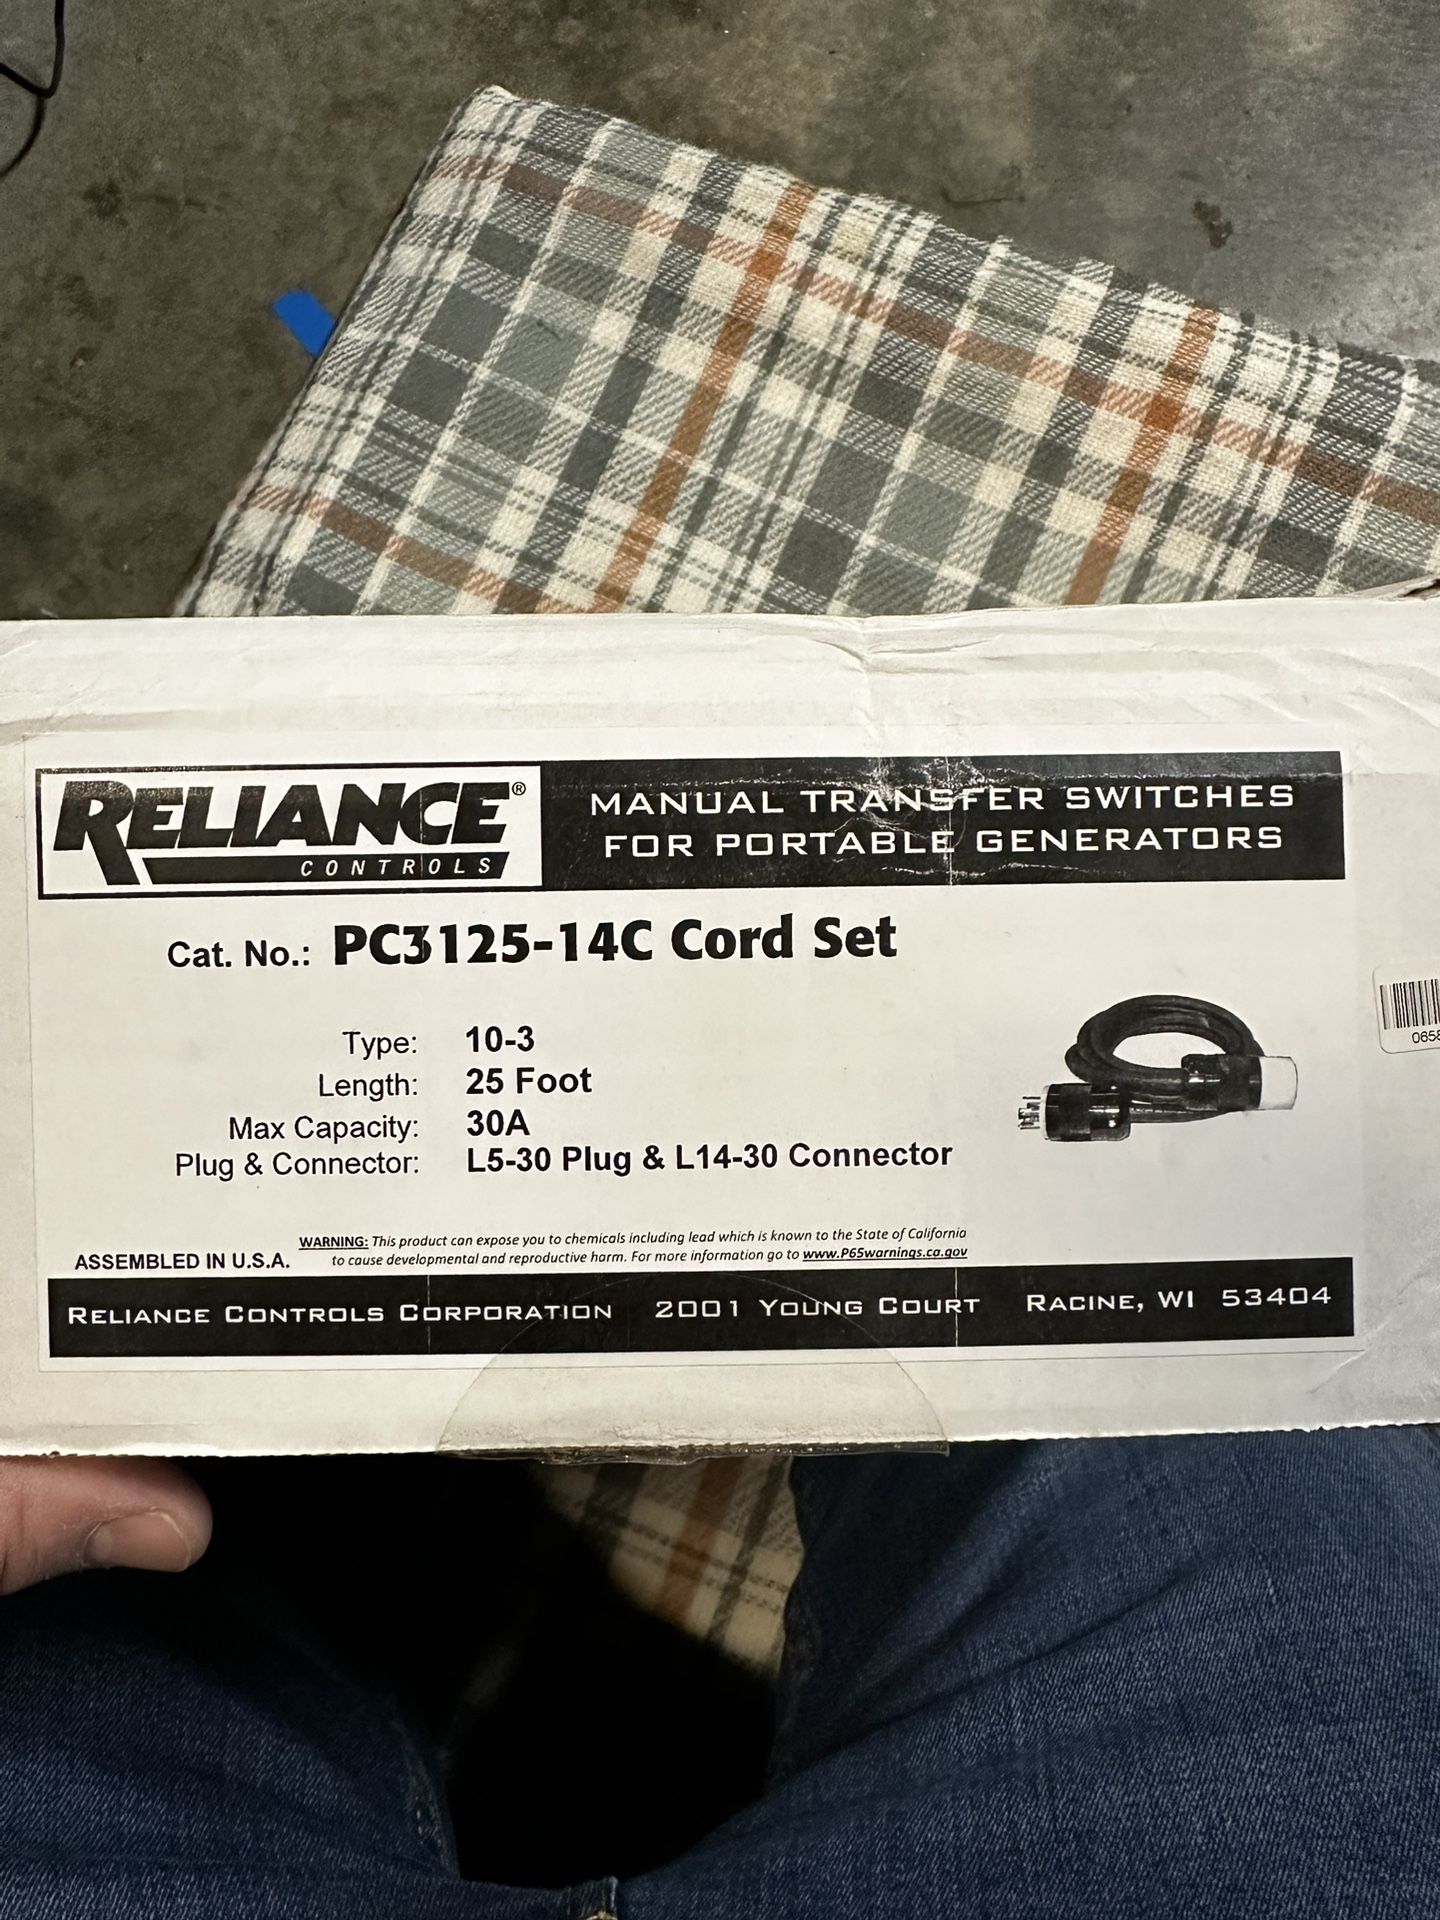 RELIANCE®
CONTROLS
MANUAL TRANSFER SWITCHES
FOR PORTABLE GENERATORS
Cat. No.: PC3125-14C Cord Set
Type: 10-3
Length: 25 Foot
Max Capacity: 30A
Plug & Connector: L5-30 Plug & L14-30 Connector
WARNING: This product can expose you to chemicals including lead which is known to the State of California
ASSEMBLED IN U.S.A. to cause developmental and reproductive harm. For more information go to www.P65warnings.ca.gov
RELIANCE CONTROLS CORPORATION 2001 YOUNG COURT RACINE, WI 53404